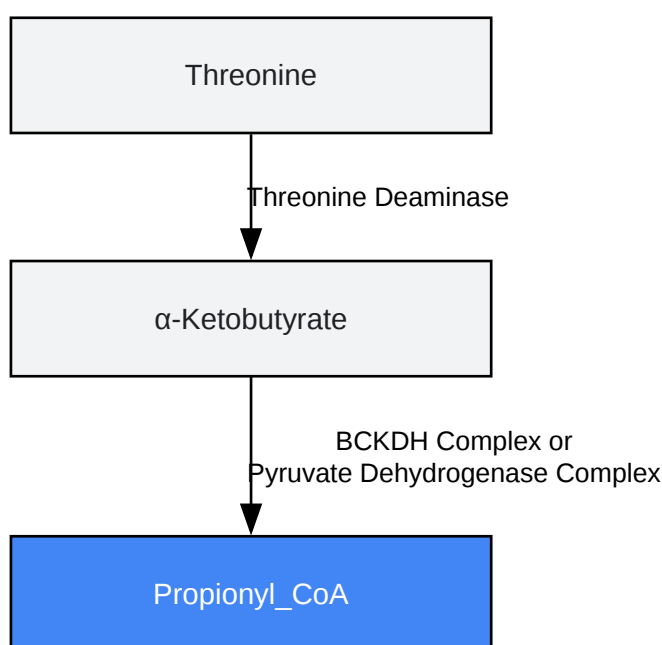 Threonine
Threonine Deaminase
α-Ketobutyrate
BCKDH Complex or
Pyruvate Dehydrogenase Complex
Propionyl_CoA